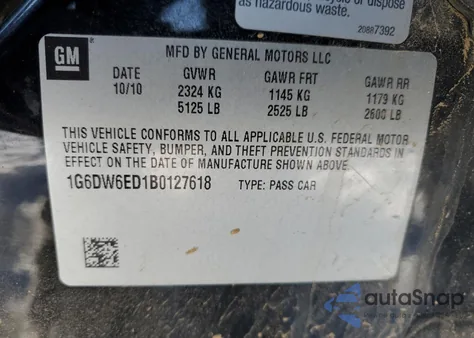 as hazardous waste.
20887392
GM
MFD BY GENERAL MOTORS LLC
DATE GVWR GAWR FRT GAWR RR
10/10 2324 KG 1145 KG 1179 KG
5125 LB 2525 LB 2600 LB
THIS VEHICLE CONFORMS TO ALL APPLICABLE U.S. FEDERAL MOTOR
VEHICLE SAFETY, BUMPER, AND THEFT PREVENTION STANDARDS IN
EFFECT ON THE DATE OF MANUFACTURE SHOWN ABOVE.
1G6DW6ED1B0127618 TYPE: PASS CAR
autoSnap